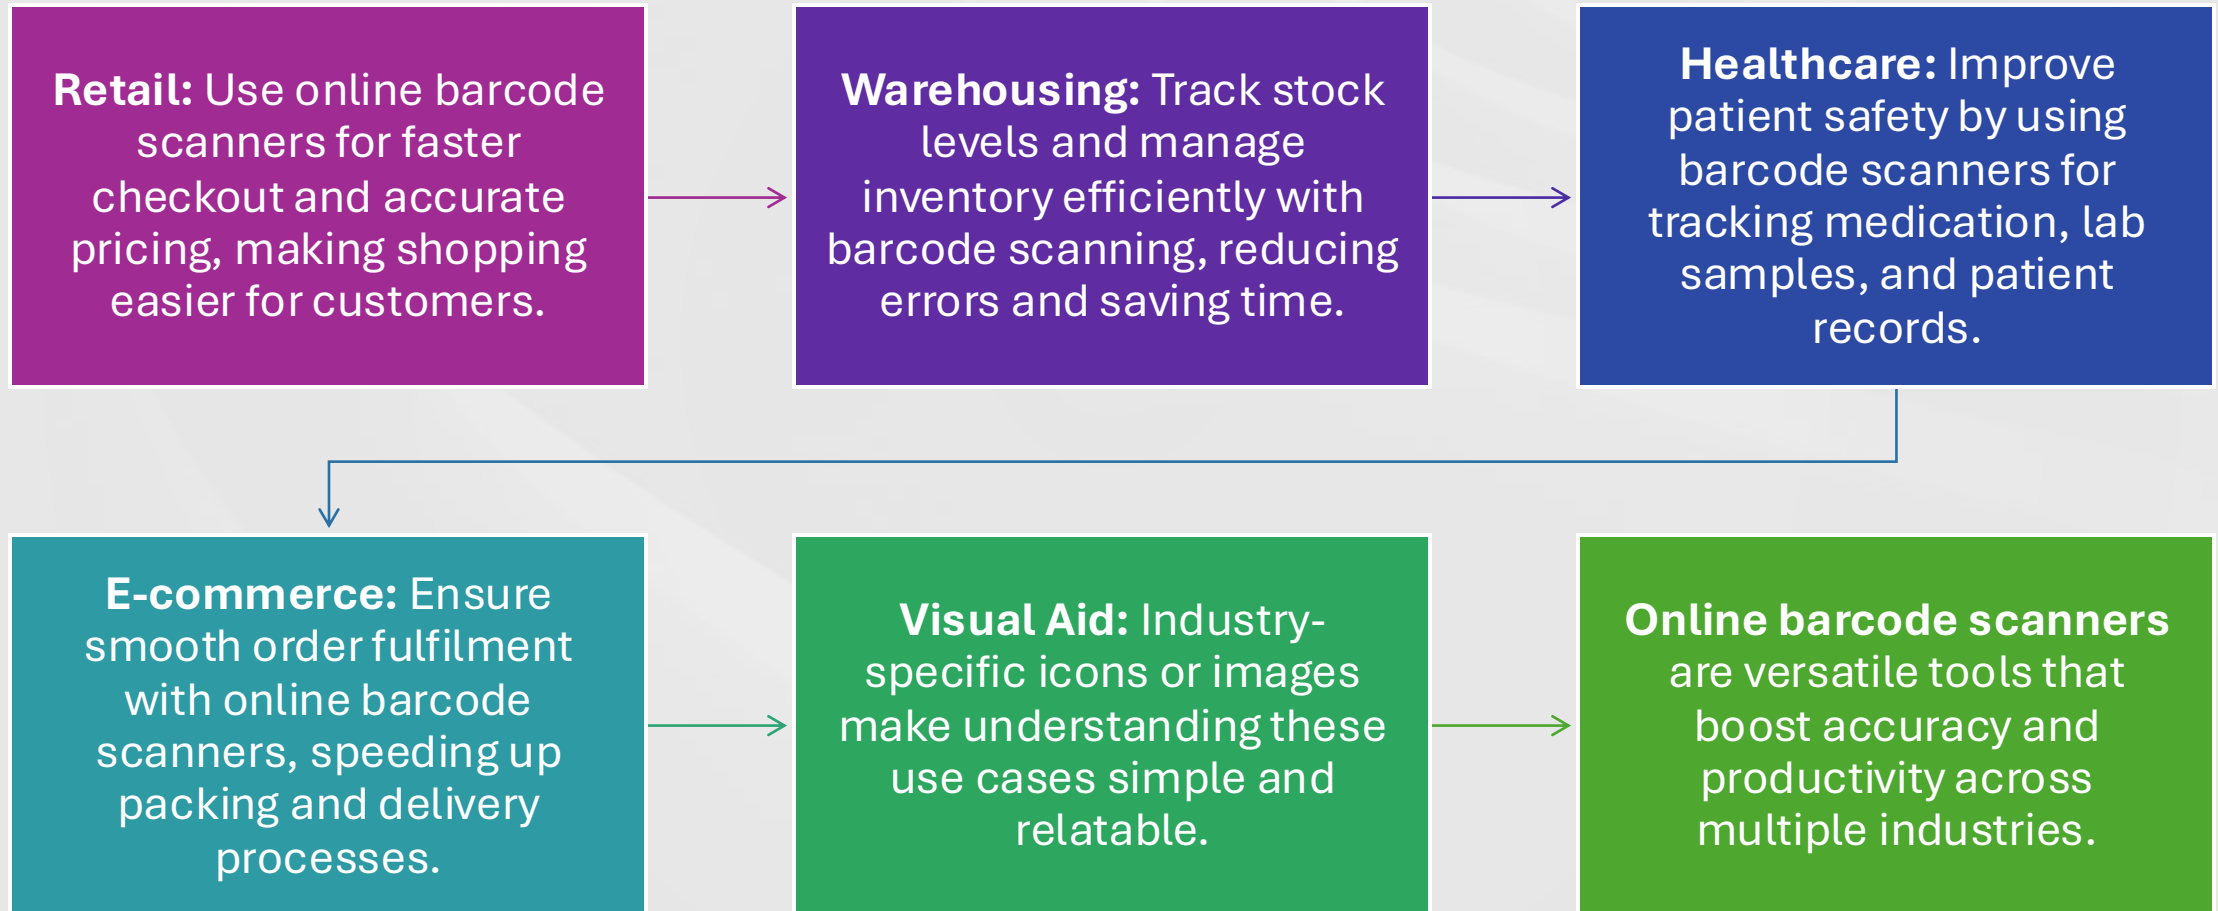 Retail: Use online barcode
scanners for faster
checkout and accurate
pricing, making shopping
easier for customers.
Warehousing: Track stock
levels and manage
inventory efficiently with
barcode scanning, reducing
errors and saving time.
Healthcare: Improve
patient safety by using
barcode scanners for
tracking medication, lab
samples, and patient
records.
E-commerce: Ensure
smooth order fulfilment
with online barcode
scanners, speeding up
packing and delivery
processes.
Visual Aid: Industry-
specific icons or images
make understanding these
use cases simple and
relatable.
Online barcode scanners
are versatile tools that
boost accuracy and
productivity across
multiple industries.